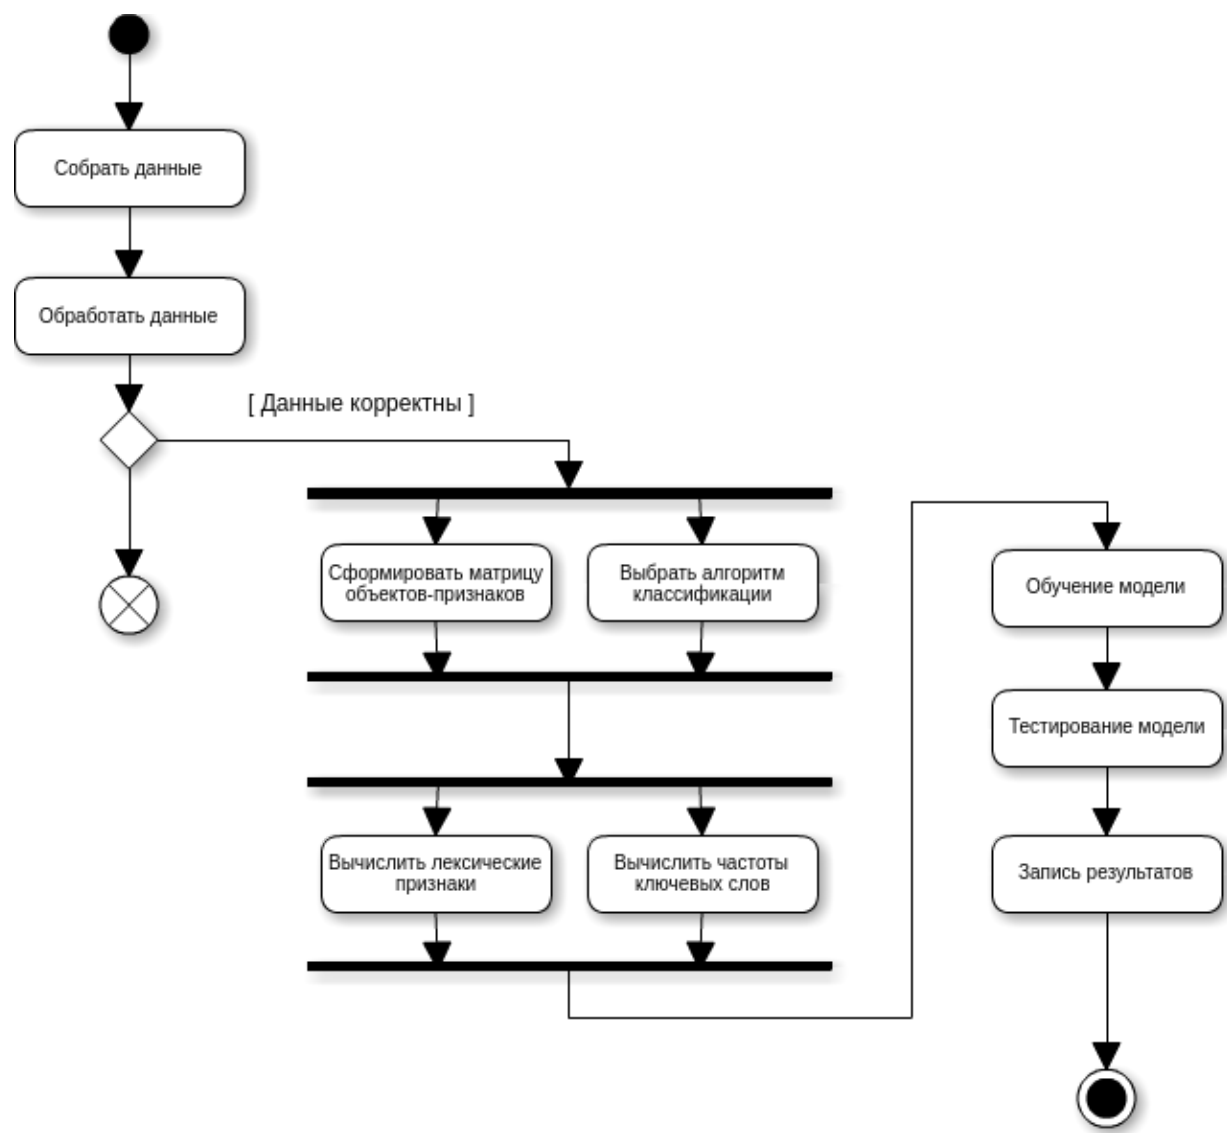 Собрать данные
Обработать данные
[ Данные корректны ]
Сформировать матрицу
объектов-признаков
Выбрать алгоритм
классификации
Вычислить лексические
признаки
Вычислить частоты
ключевых слов
Обучение модели
Тестирование модели
Запись результатов